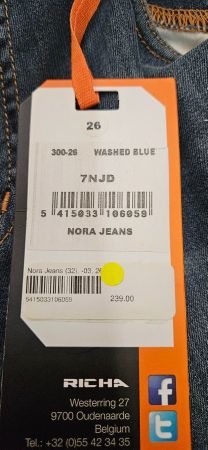 26
300-26 WASHED BLUE
7NJD
5 415033 106059
NORA JEANS
Nora Jeans (32), -03, 26
5415033106059
239.00
RICHA
Westerring 27
9700 Oudenaarde
Belgium
Tel.: +32 (0)55 42 34 35